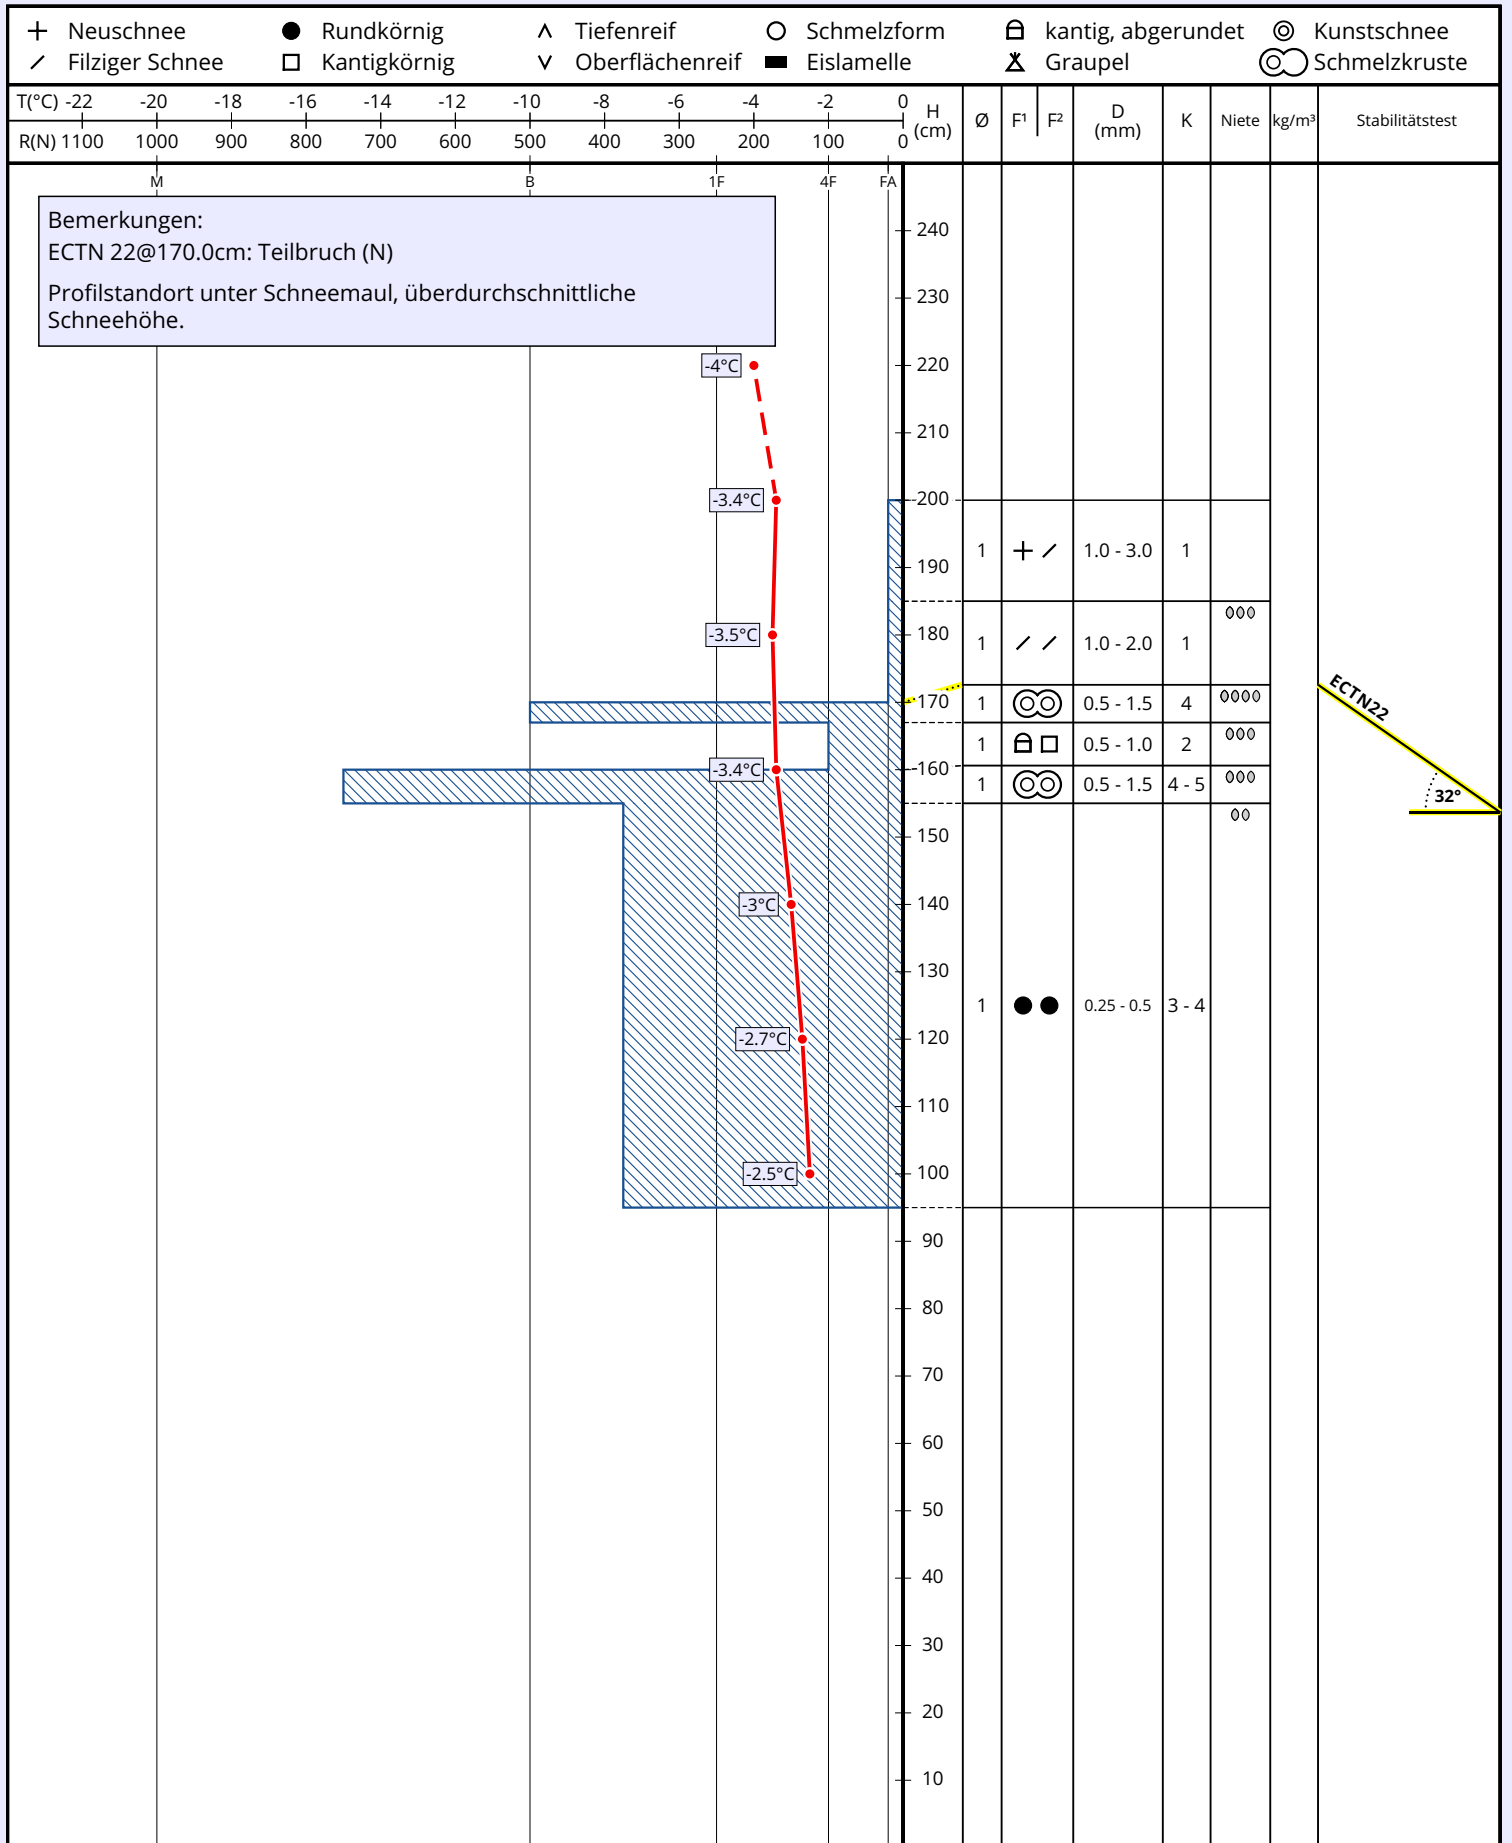 Neuschnee Rundkörnig Tiefenreif Schmelzform kantig, abgerundet Kunstschnee
Filziger Schnee Kantigkörnig Oberflächenreif Eislamelle Graupel Schmelzkruste
T(°C) -22 -20 -18 -16 -14 -12 -10 -8 -6 -4 -2 0
R(N) 1100 1000 900 800 700 600 500 400 300 200 100 0
H (cm) Ø F¹ F² D (mm) K Niete kg/m³ Stabilitätstest
M B 1F 4F FA
Bemerkungen:
ECTN 22@170.0cm: Teilbruch (N)
Profilstandort unter Schneemaul, überdurchschnittliche
Schneehöhe.
240
230
-4°C 220
210
-3.4°C 200
1 1.0 - 3.0 1
190
-3.5°C 180
1 1.0 - 2.0 1
170
1 0.5 - 1.5 4
ECTN22
1 0.5 - 1.0 2
-3.4°C 160
1 0.5 - 1.5 4 - 5
32°
150
-3°C 140
130
1 0.25 - 0.5 3 - 4
-2.7°C 120
110
-2.5°C 100
90
80
70
60
50
40
30
20
10